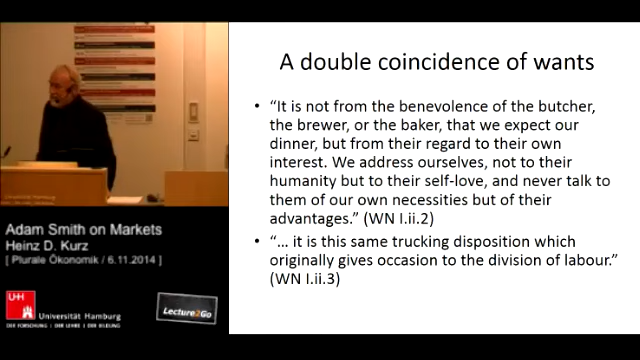 A double coincidence of wants
• “It is not from the benevolence of the butcher,
the brewer, or the baker, that we expect our
dinner, but from their regard to their own
interest. We address ourselves, not to their
humanity but to their self-love, and never talk to
them of our own necessities but of their
advantages.” (WN I.ii.2)
• “… it is this same trucking disposition which
originally gives occasion to the division of labour.”
(WN I.ii.3)
Universität Hamburg
Adam Smith on Markets
Heinz D. Kurz
[ Plurale Ökonomik / 6.11.2014 ]
UH
Universität Hamburg
DER FORSCHUNG | DER LEHRE | DER BILDUNG
Lecture2Go